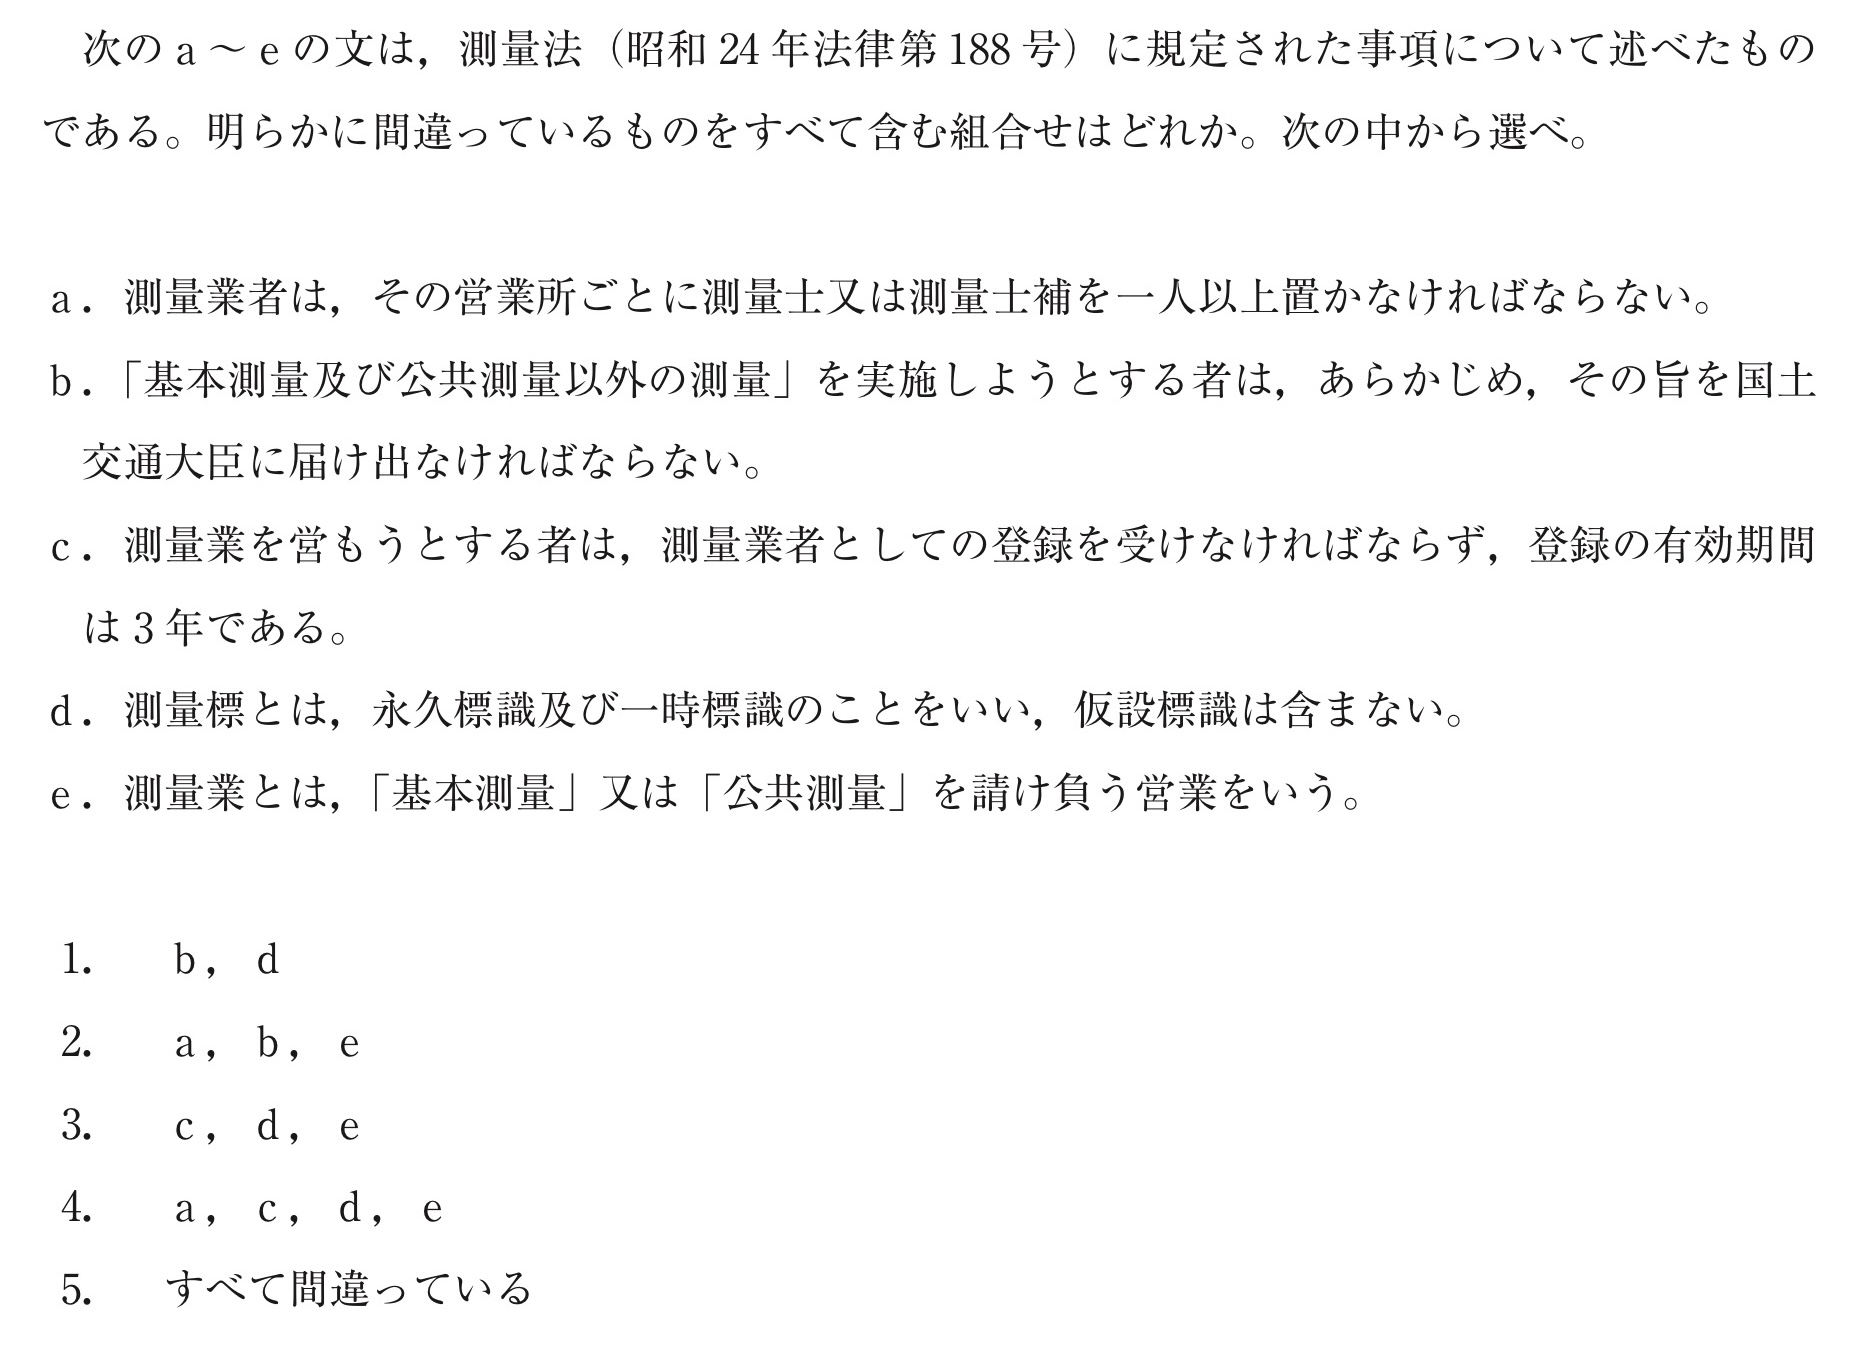 次の a ～ e の文は，測量法（昭和 24 年法律第 188 号）に規定された事項について述べたもの
である。明らかに間違っているものをすべて含む組合せはどれか。次の中から選べ。
a．測量業者は，その営業所ごとに測量士又は測量士補を一人以上置かなければならない。
b．「基本測量及び公共測量以外の測量」を実施しようとする者は，あらかじめ，その旨を国土
交通大臣に届け出なければならない。
c．測量業を営もうとする者は，測量業者としての登録を受けなければならず，登録の有効期間
は 3 年である。
d．測量標とは，永久標識及び一時標識のことをいい，仮設標識は含まない。
e．測量業とは，「基本測量」又は「公共測量」を請け負う営業をいう。
1.　b，d
2.　a，b，e
3.　c，d，e
4.　a，c，d，e
5.　すべて間違っている